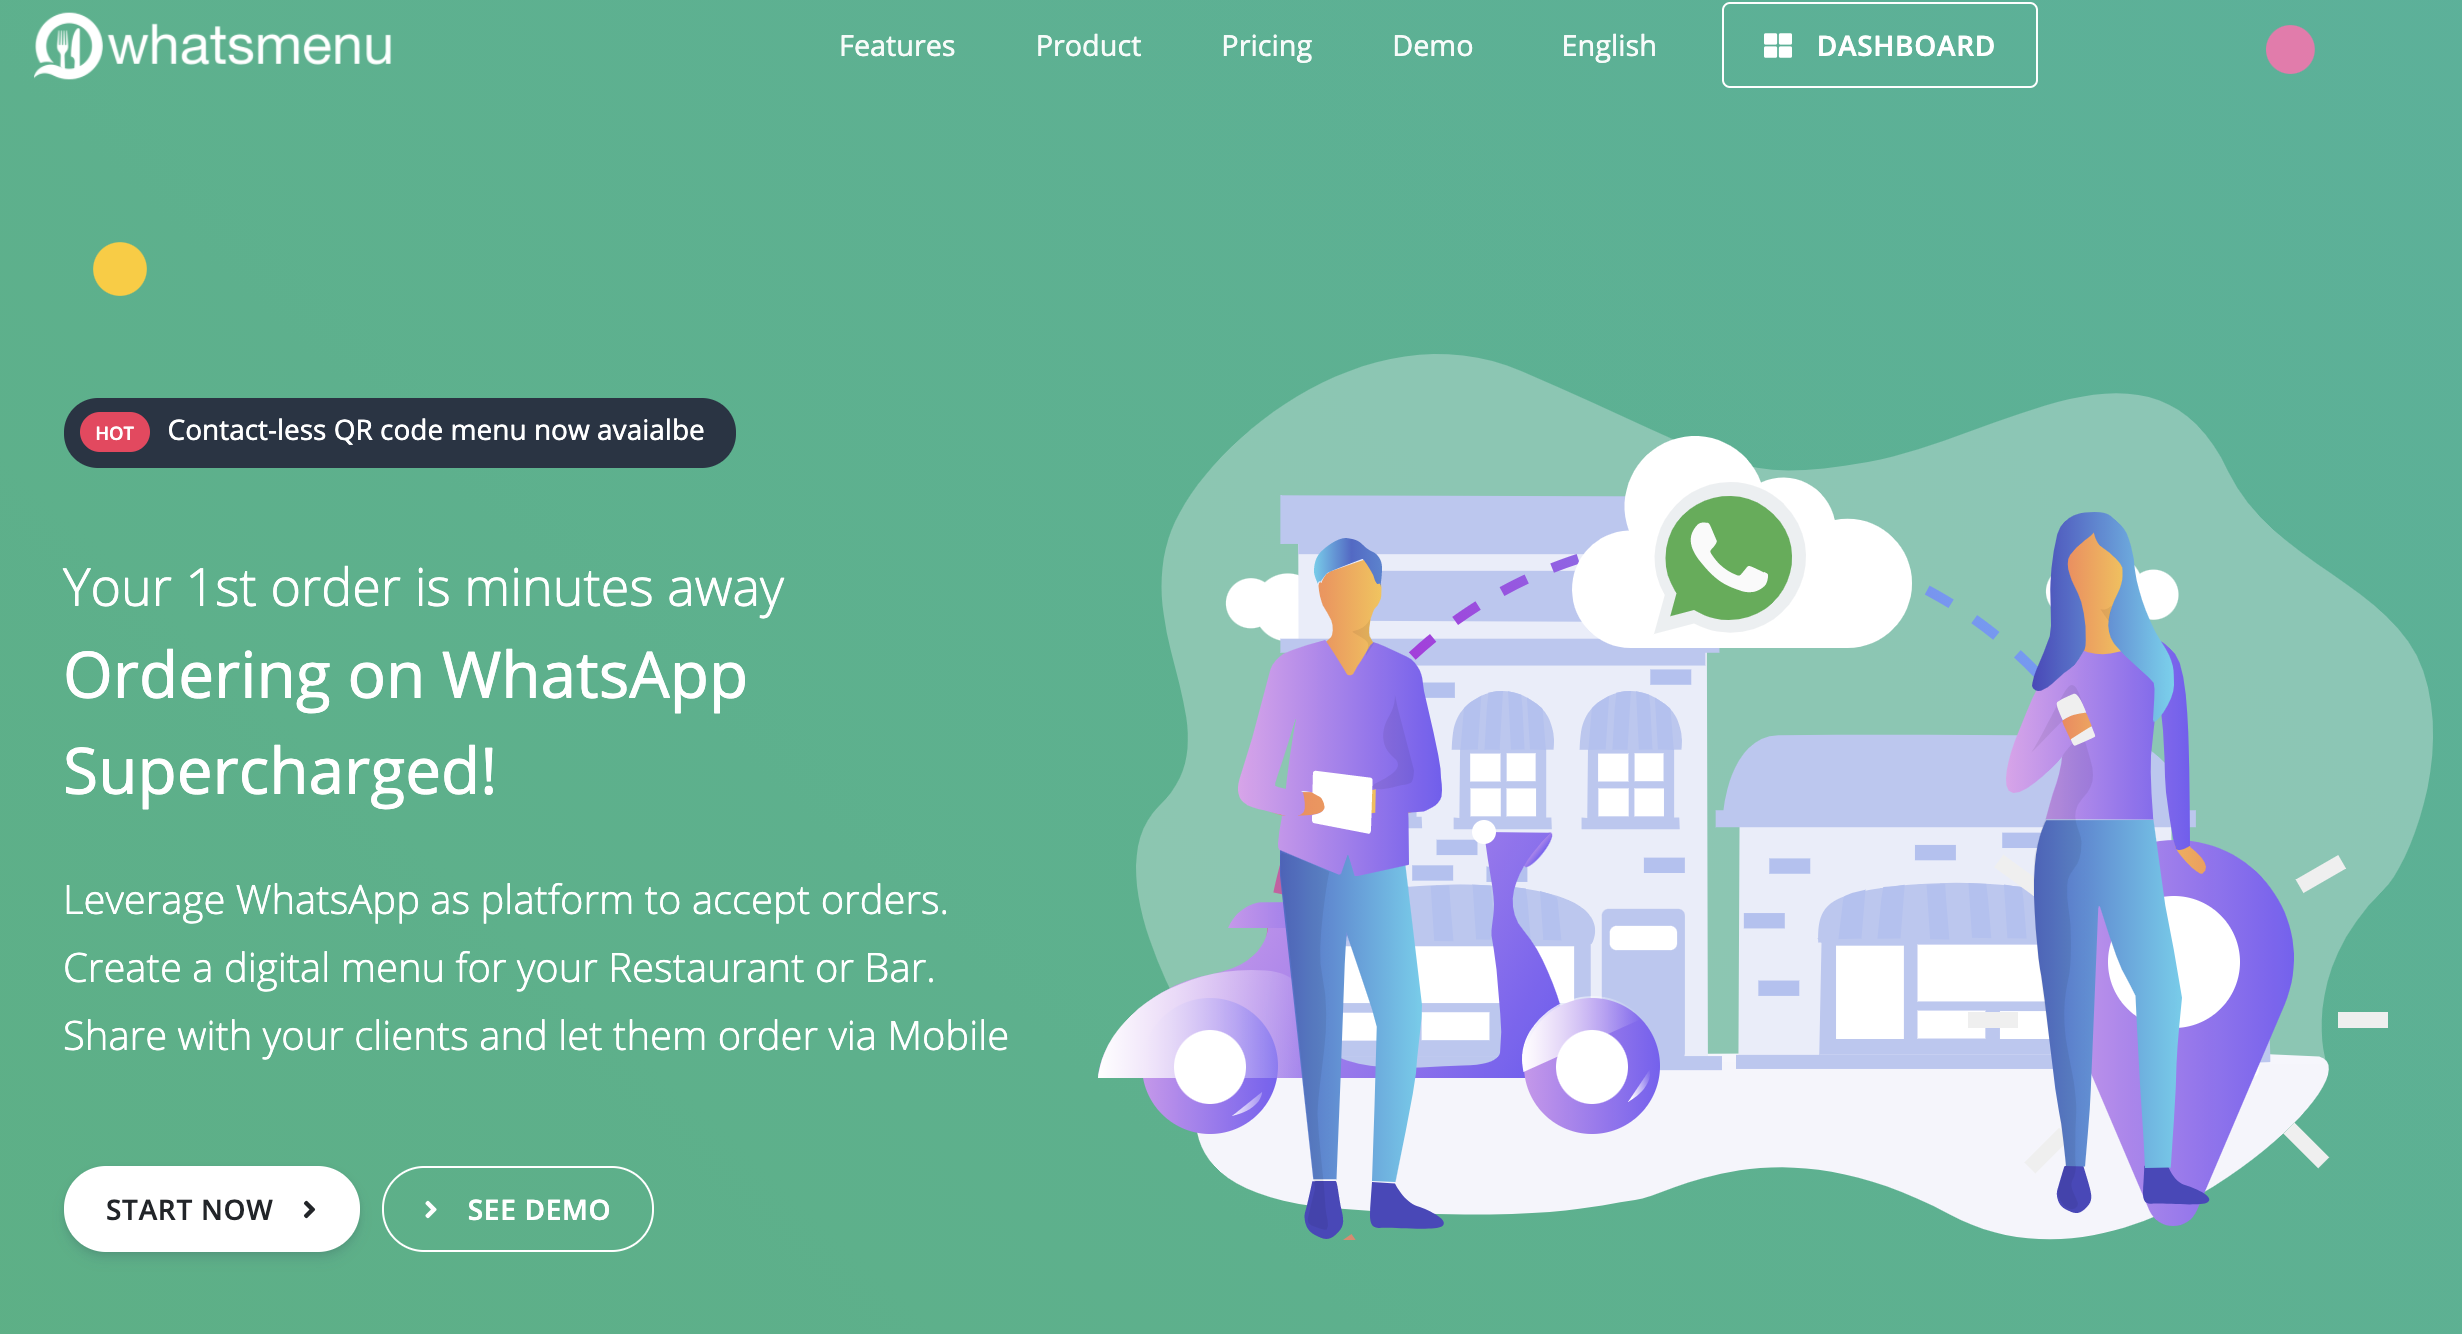 whatsmenu
Features
Product
Pricing
Demo
English
DASHBOARD
HOT
Contact-less QR code menu now avaialbe
Your 1st order is minutes away
Ordering on WhatsApp
Supercharged!
Leverage WhatsApp as platform to accept orders.
Create a digital menu for your Restaurant or Bar.
Share with your clients and let them order via Mobile
START NOW
SEE DEMO